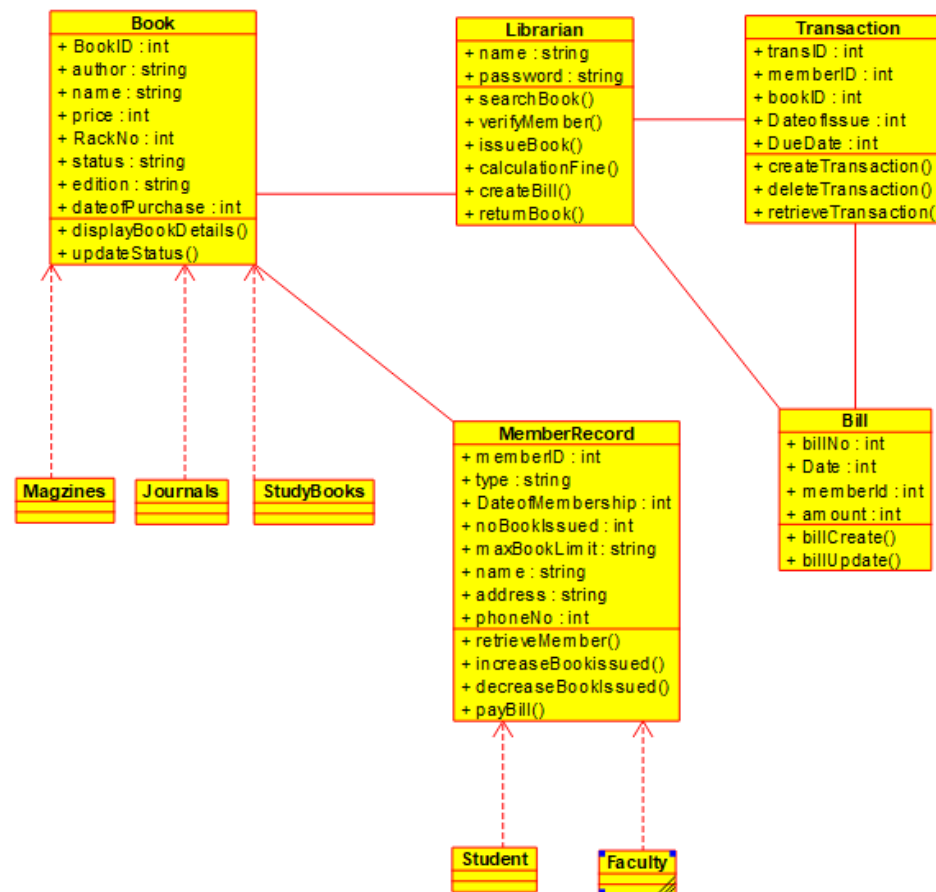 Book
+ BookID : int
+ author : string
+ name : string
+ price : int
+ RackNo : int
+ status : string
+ edition : string
+ dateofPurchase : int
+ displayBookDetails()
+ updateStatus()
Librarian
+ name : string
+ password : string
+ searchBook()
+ verifyMember()
+ issueBook()
+ calculationFine()
+ createBill()
+ returnBook()
Transaction
+ transID : int
+ memberID : int
+ bookID : int
+ DateofIssue : int
+ DueDate : int
+ createTransaction()
+ deleteTransaction()
+ retrieveTransaction(
Magzines
Journals
StudyBooks
MemberRecord
+ memberID : int
+ type : string
+ DateofMembership : int
+ noBookIssued : int
+ maxBookLimit : string
+ name : string
+ address : string
+ phoneNo : int
+ retrieveMember()
+ increaseBookissued()
+ decreaseBookIssued()
+ payBill()
Bill
+ billNo : int
+ Date : int
+ memberId : int
+ amount : int
+ billCreate()
+ billUpdate()
Student
Faculty